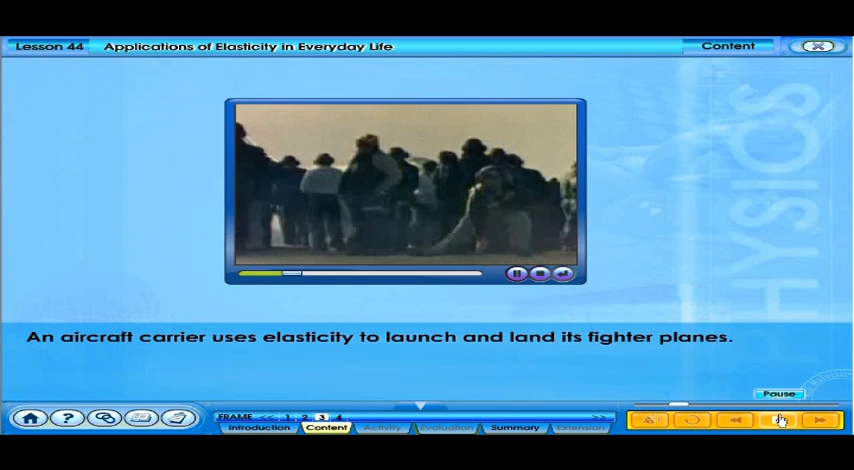 Lesson 44 Applications of Elasticity in Everyday Life Content
PHYSICS
An aircraft carrier uses elasticity to launch and land its fighter planes.
Pause
FRAME << 1 2 3 4 >>
Introduction Content Activity Evaluation Summary Extension